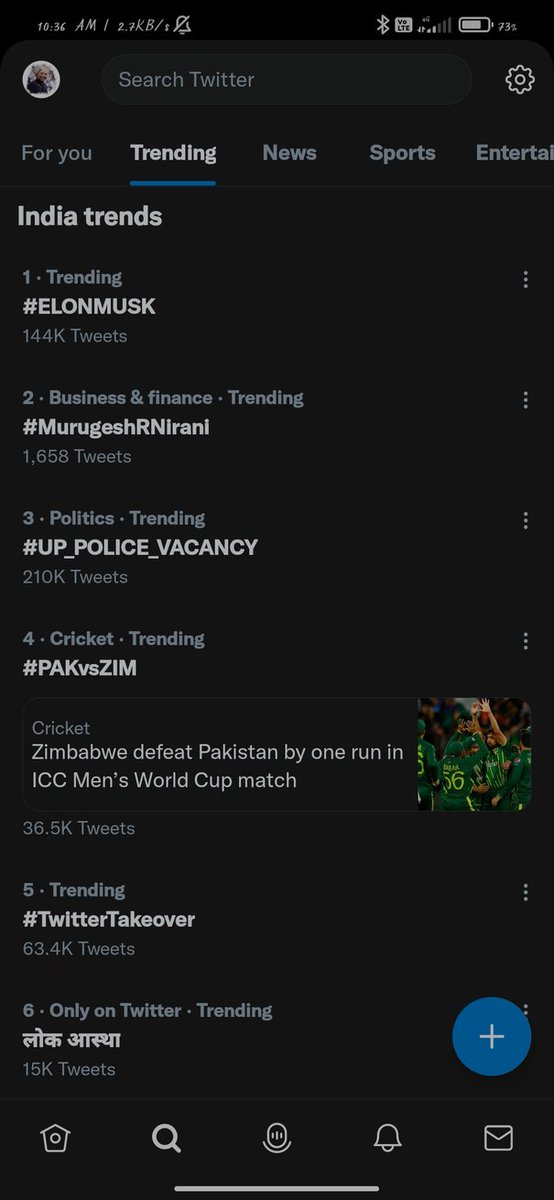 10:36 AM | 2.7KB/s
Vo LTE 4G 73%
Search Twitter
For you Trending News Sports Entertai
India trends
1 · Trending
#ELONMUSK
144K Tweets
2 · Business & finance · Trending
#MurugeshRNirani
1,658 Tweets
3 · Politics · Trending
#UP_POLICE_VACANCY
210K Tweets
4 · Cricket · Trending
#PAKvsZIM
Cricket
Zimbabwe defeat Pakistan by one run in
ICC Men’s World Cup match
56
36.5K Tweets
5 · Trending
#TwitterTakeover
63.4K Tweets
6 · Only on Twitter · Trending
लोक आस्था
15K Tweets